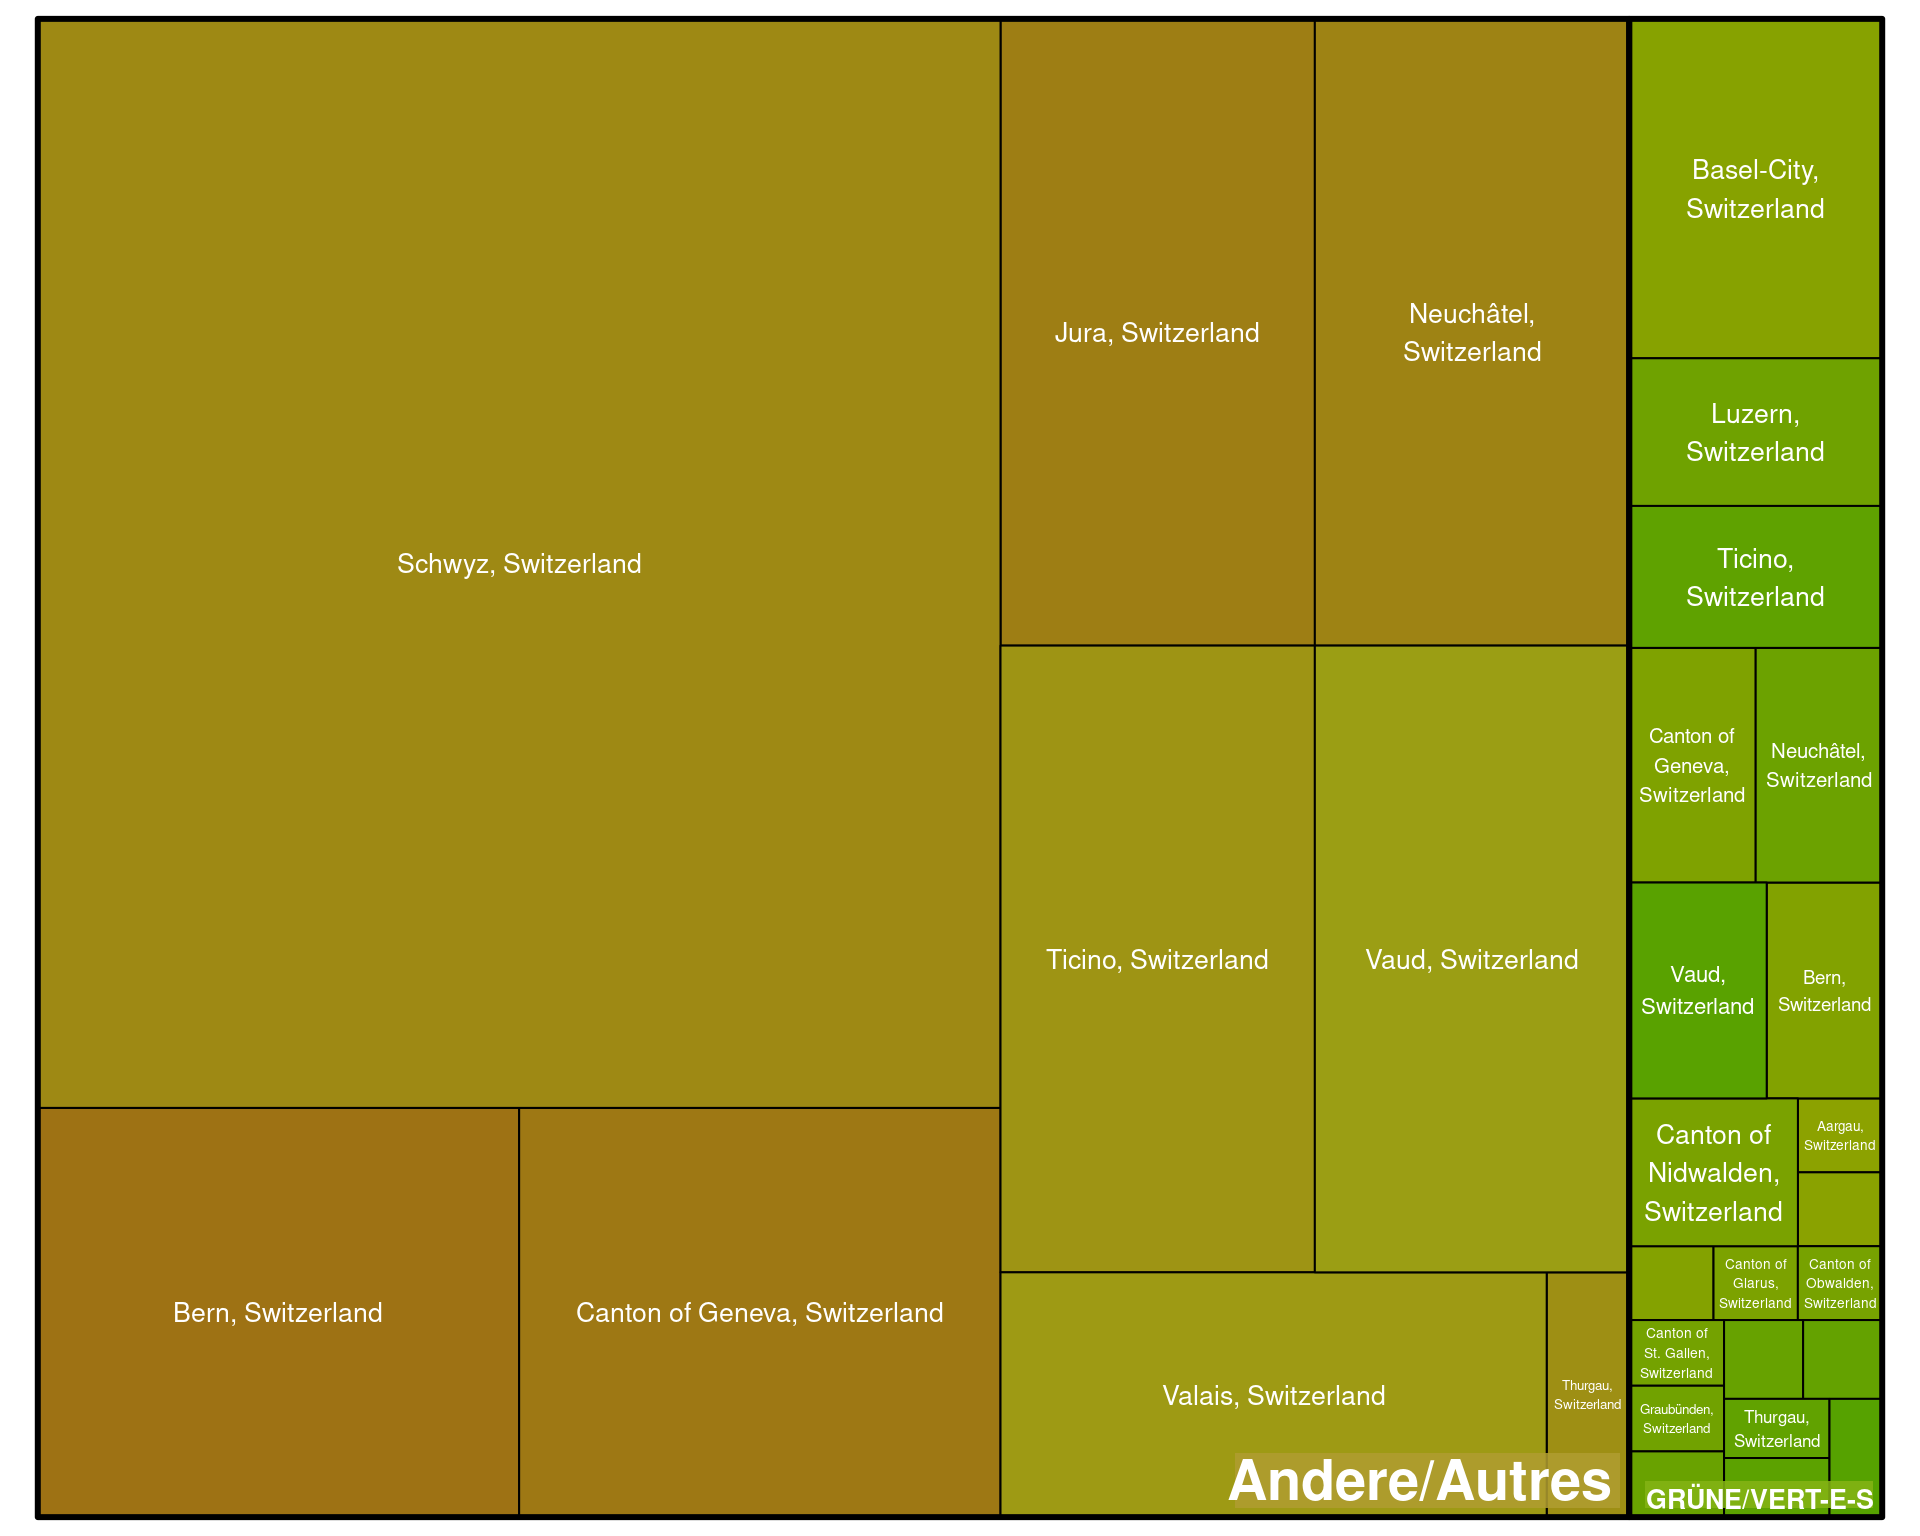 Schwyz, Switzerland
Bern, Switzerland
Canton of Geneva, Switzerland
Jura, Switzerland
Neuchâtel,
Switzerland
Ticino, Switzerland
Vaud, Switzerland
Valais, Switzerland
Thurgau,
Switzerland
Andere/Autres
Basel-City,
Switzerland
Luzern,
Switzerland
Ticino,
Switzerland
Canton of
Geneva,
Switzerland
Neuchâtel,
Switzerland
Vaud,
Switzerland
Bern,
Switzerland
Canton of
Nidwalden,
Switzerland
Aargau,
Switzerland
Canton of
Glarus,
Switzerland
Canton of
Obwalden,
Switzerland
Canton of
St. Gallen,
Switzerland
Graubünden,
Switzerland
Thurgau,
Switzerland
GRÜNE/VERT-E-S